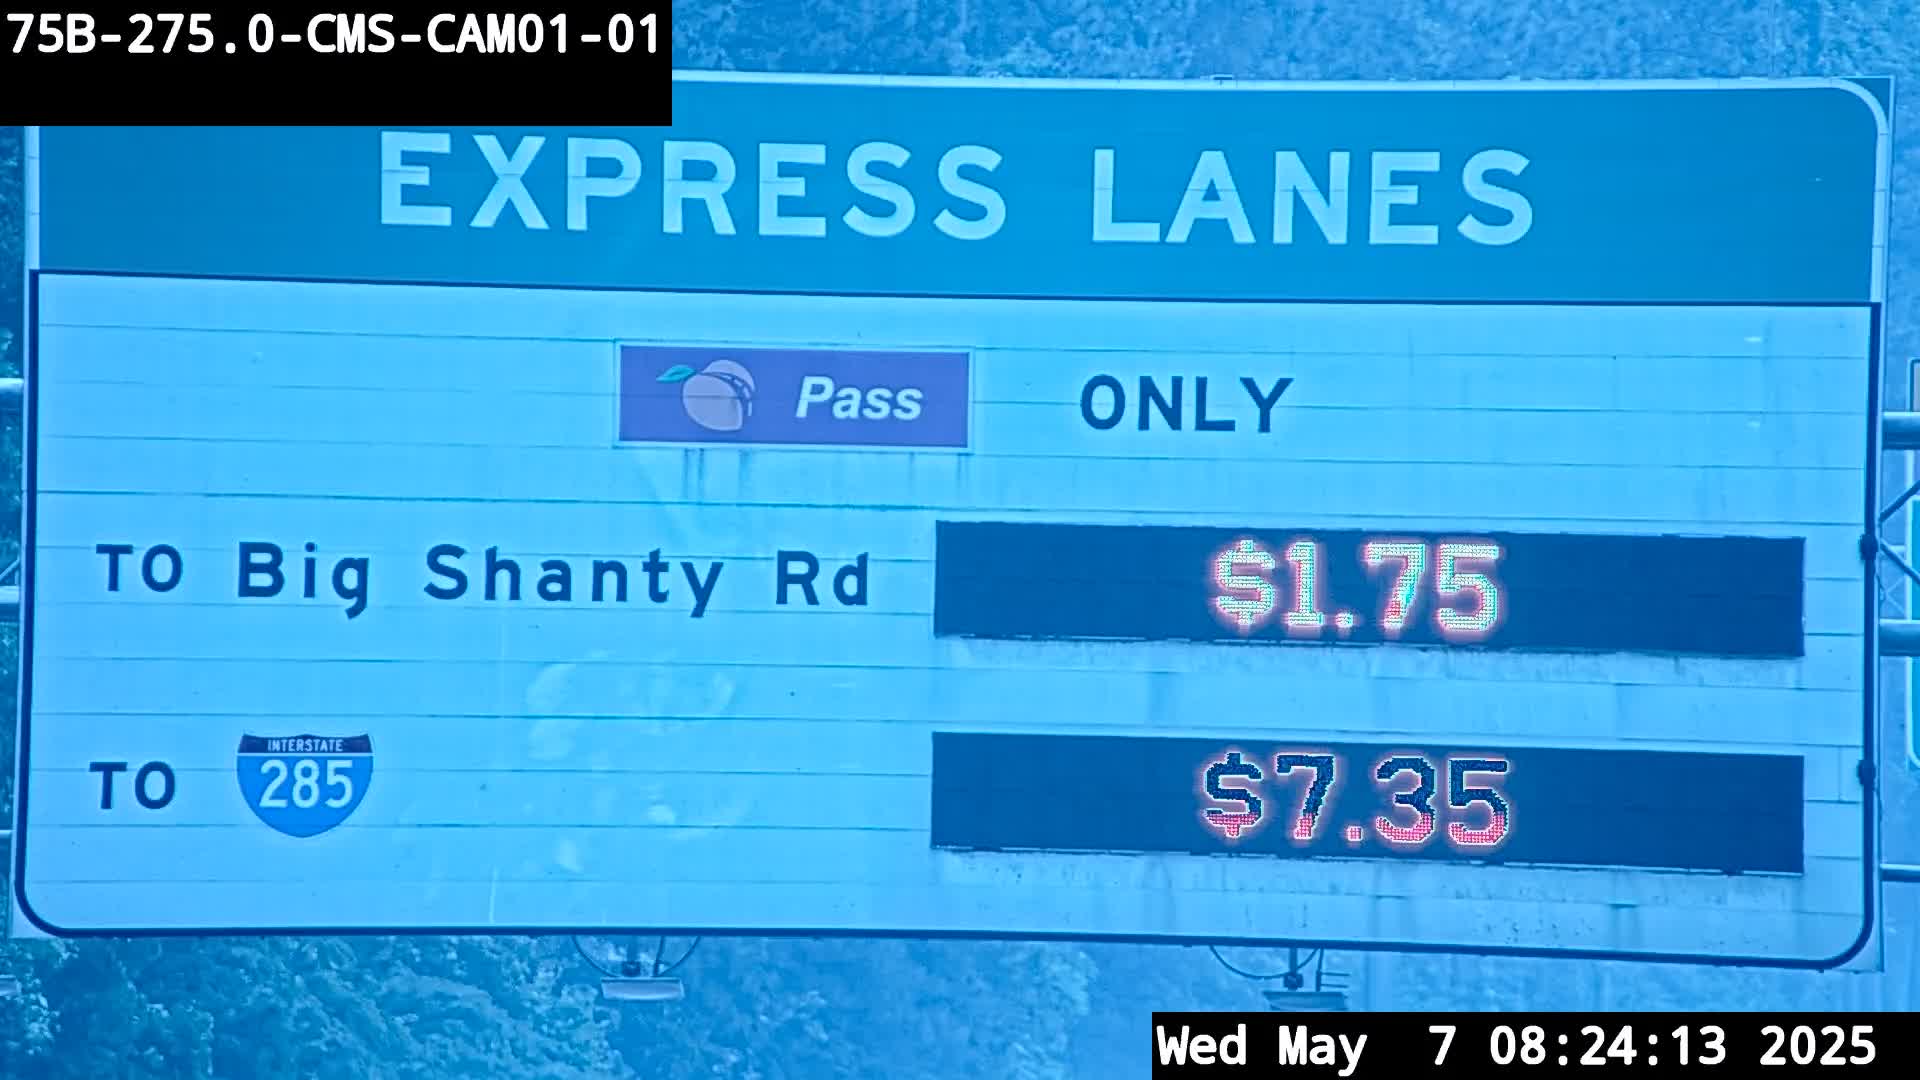 75B-275.0-CMS-CAM01-01
EXPRESS LANES
Pass ONLY
TO Big Shanty Rd $1.75
TO INTERSTATE 285 $7.35
Wed May 7 08:24:13 2025